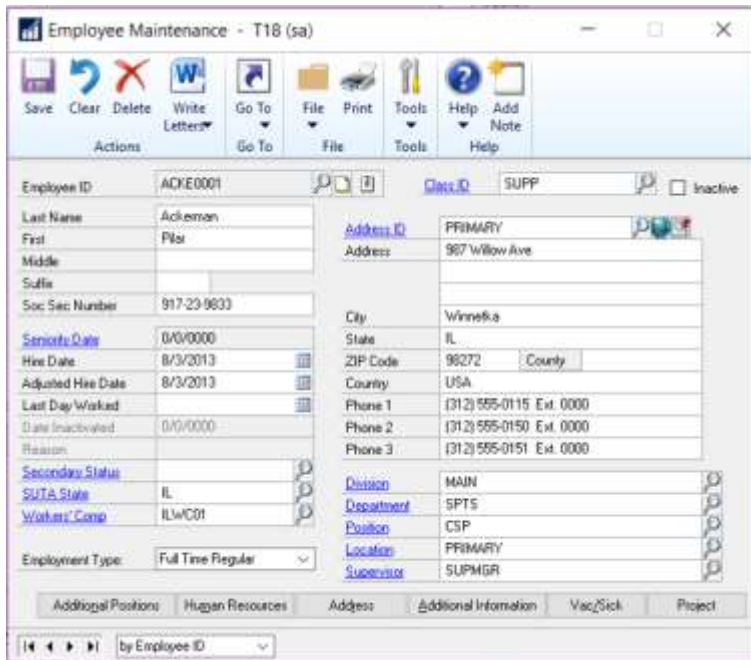 Employee Maintenance - T18 (sa)
Save Clear Delete Write Letters Go To File Print Tools Help Add Note
Actions Go To File Tools Help
Employee ID ACKE0001 Class ID SUPP Inactive
Last Name Ackerman
First Pilar
Middle
Suffix
Soc Sec Number 917-23-9833
Address ID PRIMARY
Address 987 Willow Ave
City Winnetka
Seniority Date 0/0/0000
Hire Date 8/3/2013
Adjusted Hire Date 8/3/2013
Last Day Worked
Date Inactivated 0/0/0000
Reason
Secondary Status
SUTA State IL
Workers' Comp ILWC01
Employment Type: Full Time Regular
State IL
ZIP Code 98272 County
Country USA
Phone 1 (312) 555-0115 Ext. 0000
Phone 2 (312) 555-0150 Ext. 0000
Phone 3 (312) 555-0151 Ext. 0000
Division MAIN
Department SPTS
Position CSP
Location PRIMARY
Supervisor SUPMGR
Additional Positions Human Resources Address Additional Information Vac/Sick Project
by Employee ID